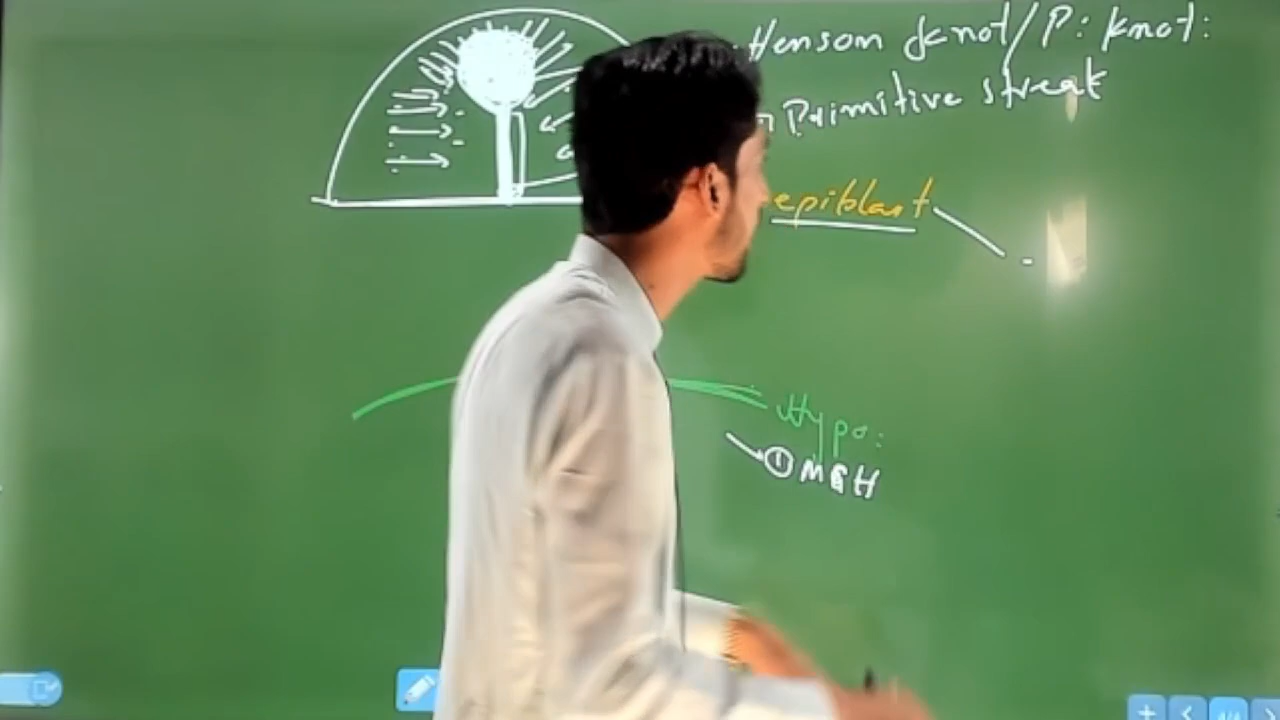 Henson knot/P: knot:
Primitive streak
epiblast
Hypo:
① MGH